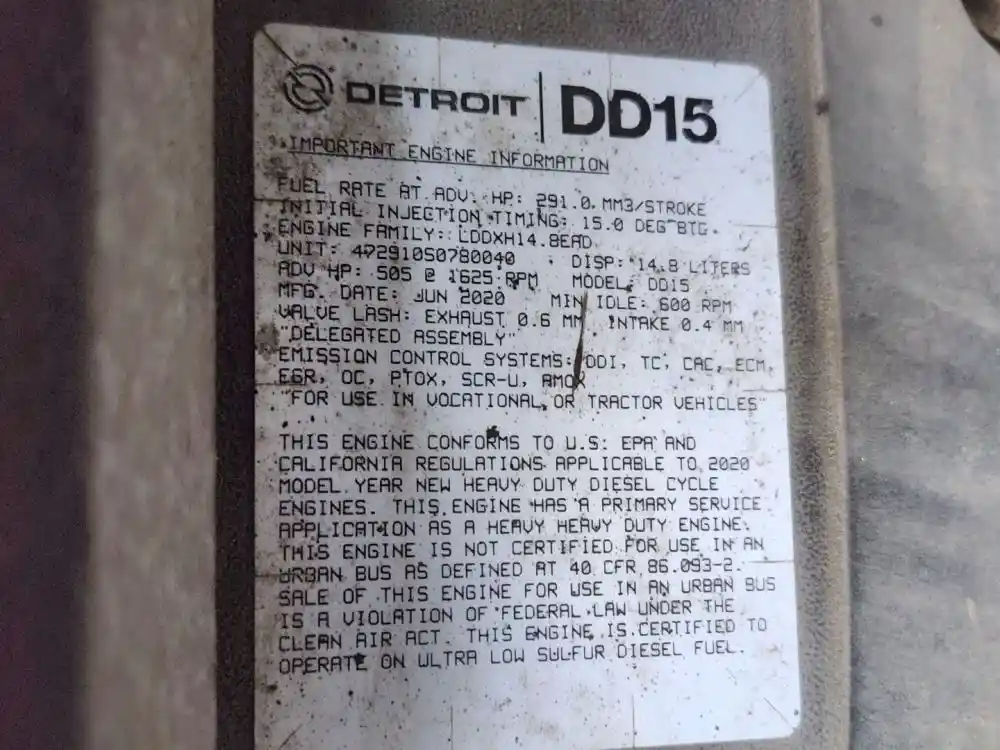 DETROIT | DD15
IMPORTANT ENGINE INFORMATION
FUEL RATE AT ADV. HP: 291.0 MM3/STROKE
INITIAL INJECTION TIMING: 15.0 DEG BTC
ENGINE FAMILY: LDDXH14.8EAD
UNIT: 472910S0780040 DISP: 14.8 LITERS
ADV HP: 505 @ 1625 RPM MODEL: DD15
MFG. DATE: JUN 2020 MIN IDLE: 600 RPM
VALVE LASH: EXHAUST 0.6 MM INTAKE 0.4 MM
"DELEGATED ASSEMBLY"
EMISSION CONTROL SYSTEMS: DDI, TC, CAC, ECM,
EGR, OC, PTOX, SCR-U, AMOX
"FOR USE IN VOCATIONAL OR TRACTOR VEHICLES"
THIS ENGINE CONFORMS TO U.S. EPA AND
CALIFORNIA REGULATIONS APPLICABLE TO 2020
MODEL YEAR NEW HEAVY DUTY DIESEL CYCLE
ENGINES. THIS ENGINE HAS A PRIMARY SERVICE
APPLICATION AS A HEAVY HEAVY DUTY ENGINE.
THIS ENGINE IS NOT CERTIFIED FOR USE IN AN
URBAN BUS AS DEFINED AT 40 CFR 86.093-2.
SALE OF THIS ENGINE FOR USE IN AN URBAN BUS
IS A VIOLATION OF FEDERAL LAW UNDER THE
CLEAN AIR ACT. THIS ENGINE IS CERTIFIED TO
OPERATE ON ULTRA LOW SULFUR DIESEL FUEL.